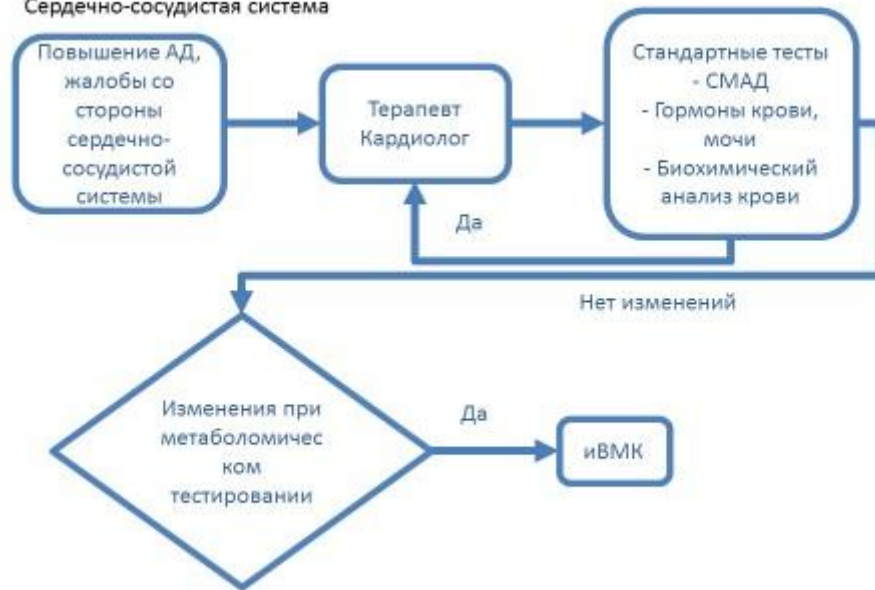 Сердечно-сосудистая система
Повышение АД,
жалобы со
стороны
сердечно-
сосудистой
системы
Терапевт
Кардиолог
Стандартные тесты
- СМАД
- Гормоны крови,
мочи
- Биохимический
анализ крови
Да
Нет изменений
Изменения при
метаболомичес
ком
тестировании
Да
иВМК